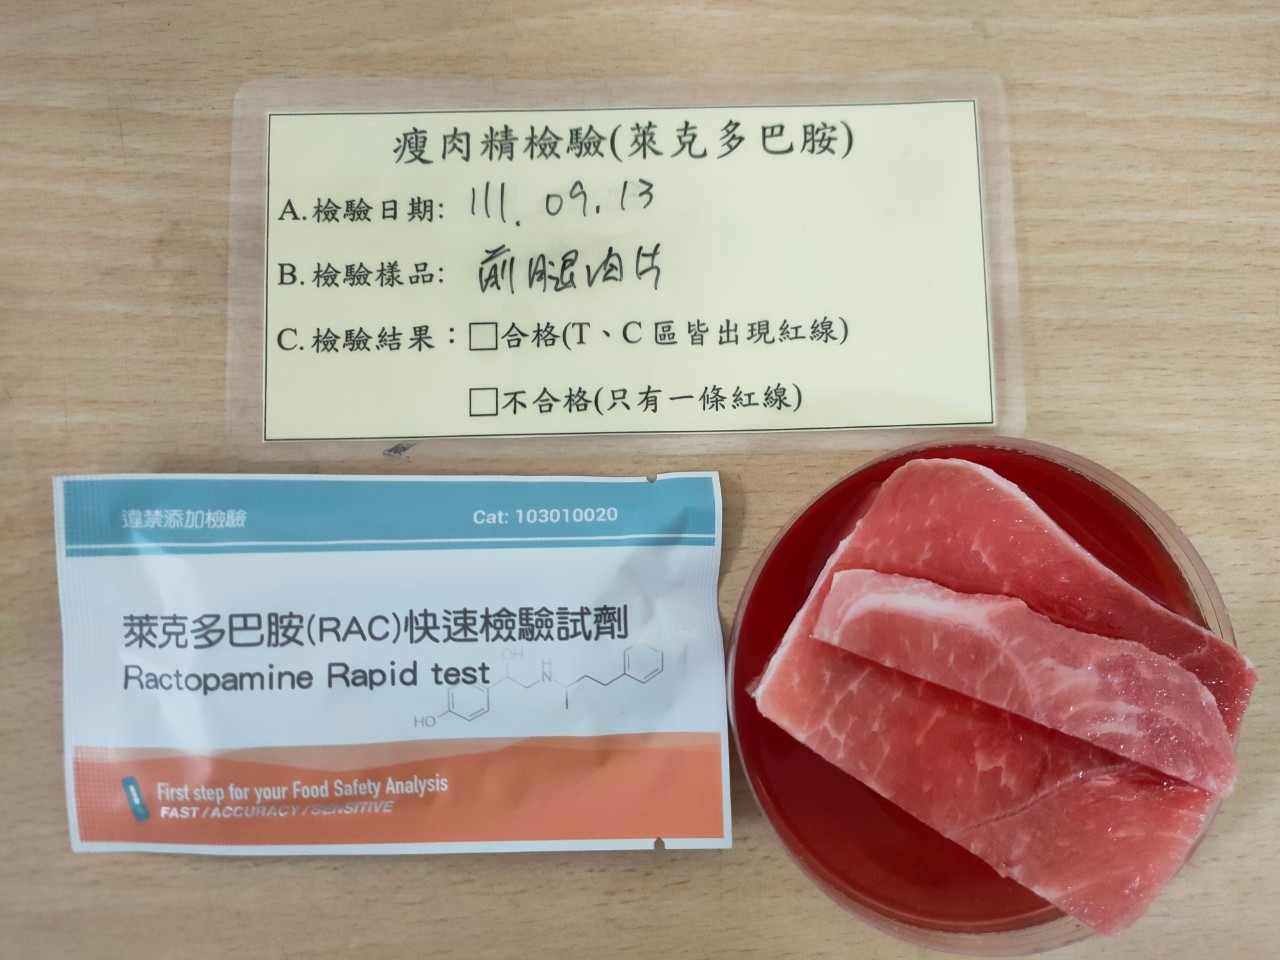 瘦肉精檢驗(萊克多巴胺)
A.檢驗日期: 111.09.13
B.檢驗樣品: 前腿肉片
C.檢驗結果：□合格(T、C區皆出現紅線)
□不合格(只有一條紅線)
違禁添加檢驗 Cat: 103010020
萊克多巴胺(RAC)快速檢驗試劑
Ractopamine Rapid test
OH
H
N
HO
First step for your Food Safety Analysis
FAST/ACCURACY/SENSITIVE